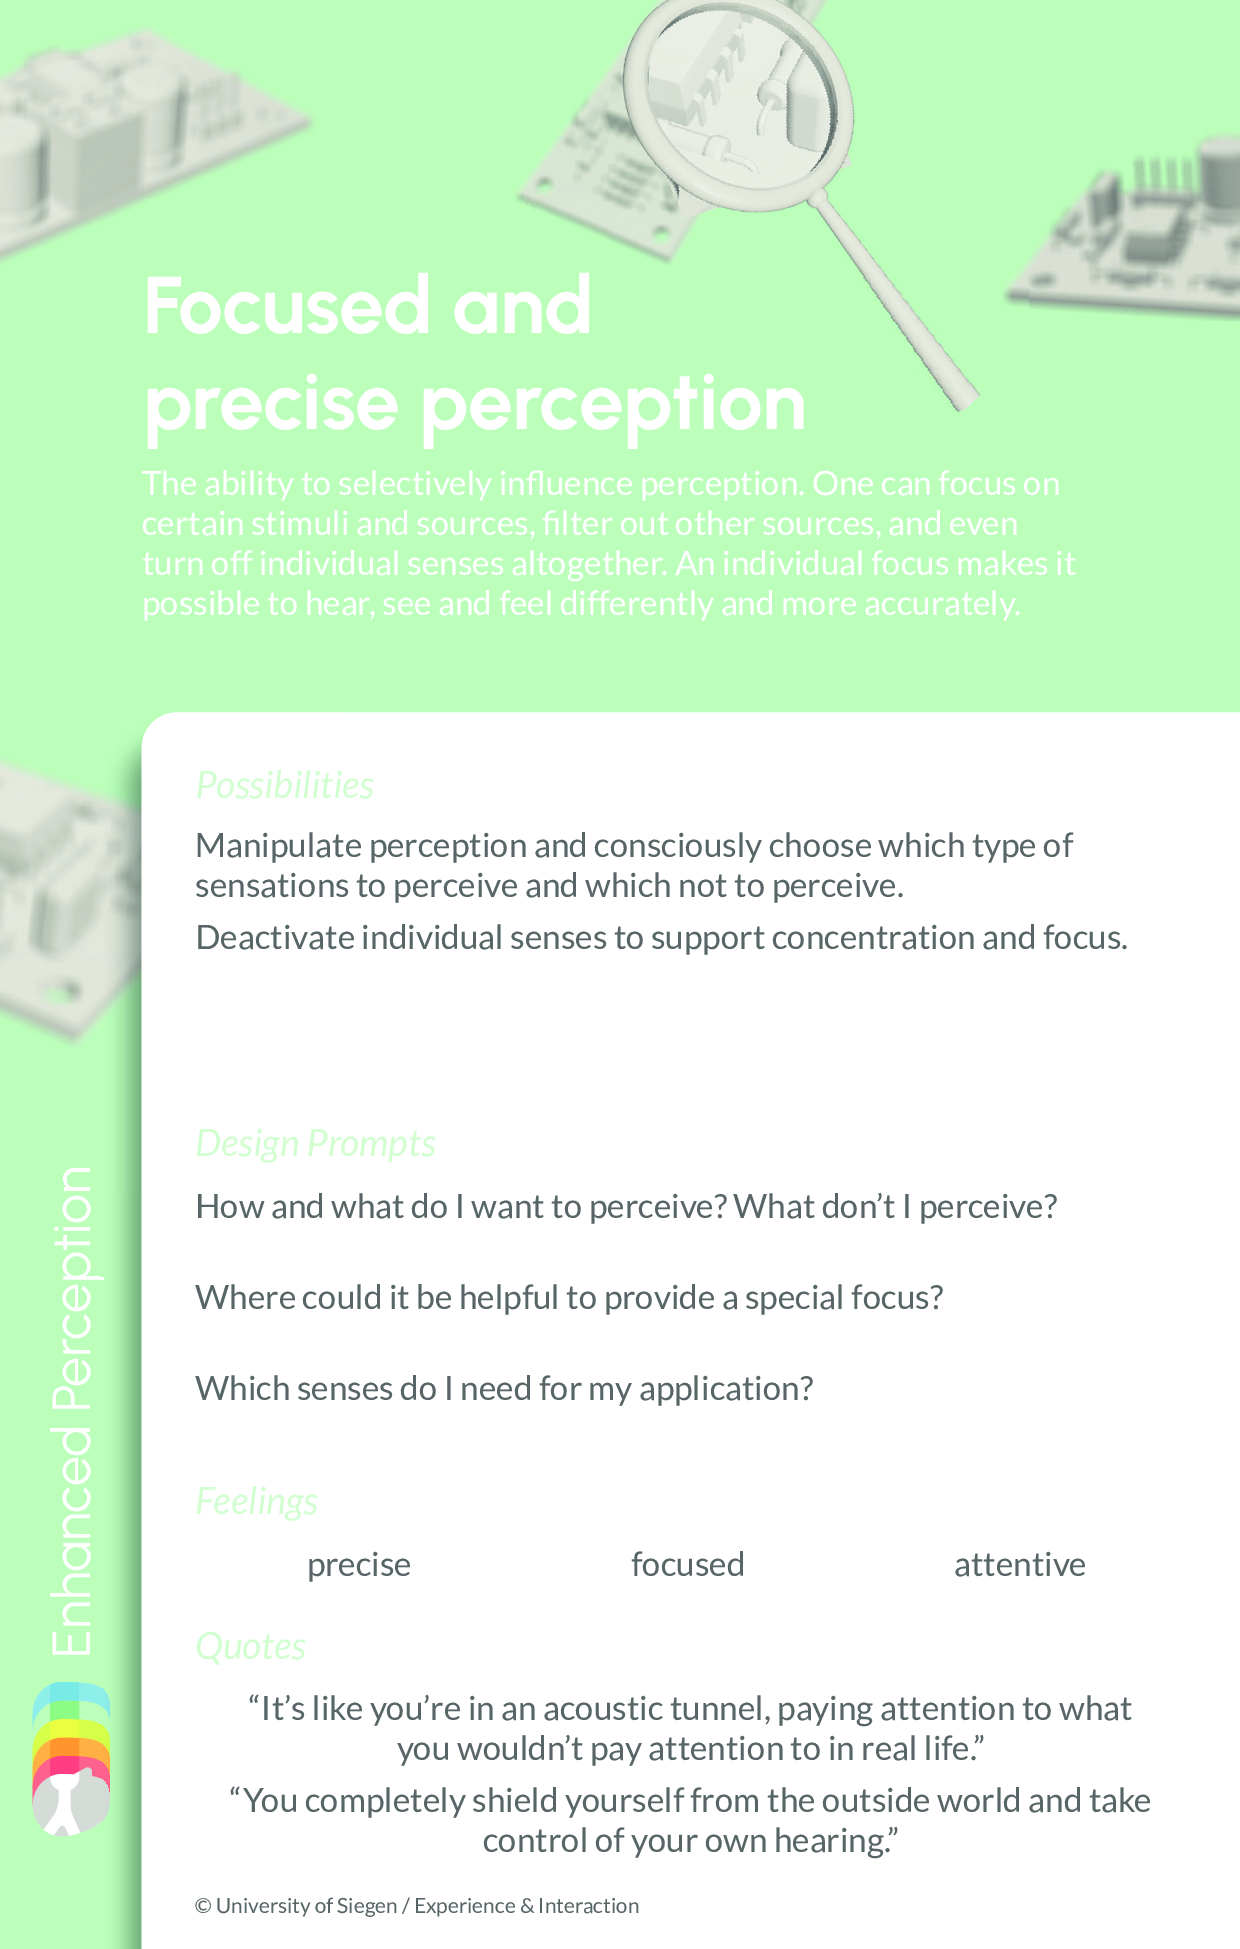 Focused and
precise perception
The ability to selectively influence perception. One can focus on
certain stimuli and sources, filter out other sources, and even
turn off individual senses altogether. An individual focus makes it
possible to hear, see and feel differently and more accurately.
Possibilities
Manipulate perception and consciously choose which type of
sensations to perceive and which not to perceive.
Deactivate individual senses to support concentration and focus.
Design Prompts
How and what do I want to perceive? What don’t I perceive?
Where could it be helpful to provide a special focus?
Which senses do I need for my application?
Feelings
precise focused attentive
Quotes
“It’s like you’re in an acoustic tunnel, paying attention to what
you wouldn’t pay attention to in real life.”
“You completely shield yourself from the outside world and take
control of your own hearing.”
© University of Siegen / Experience & Interaction
Enhanced Perception